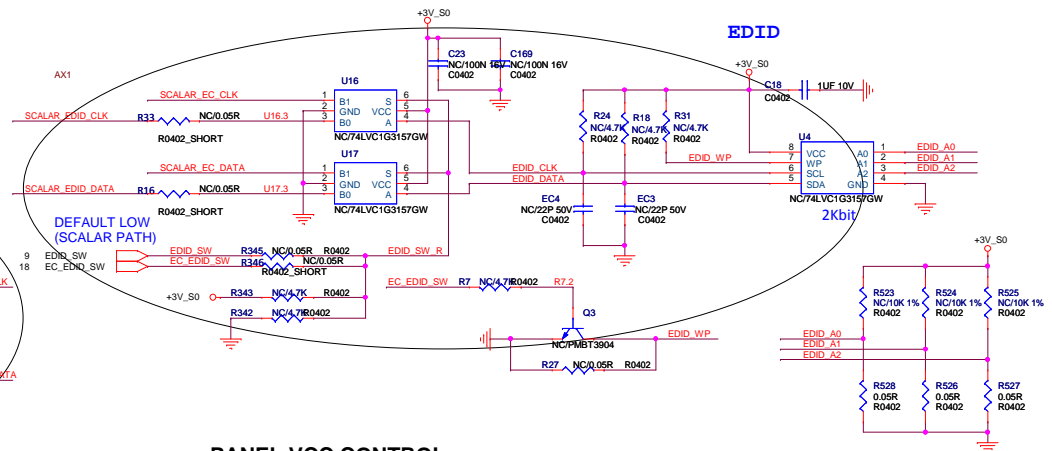 +3V_S0
EDID
AX1
C23
NC/100N 16V
C0402
C169
NC/100N 16V
C0402
+3V_S0
C18
C0402
1UF 10V
U16
SCALAR_EC_CLK
1
B1
S
6
2
GND
VCC
5
3
B0
A
4
SCALAR_EDID_CLK
R33
NC/0.05R
U16.3
R0402_SHORT
NC/74LVC1G3157GW
R24
NC/4.7K
R0402
R18
NC/4.7K
R0402
R31
NC/4.7K
R0402
U4
8
VCC
A0
1
EDID_A0
EDID_WP
7
WP
A1
2
EDID_A1
6
SCL
A2
3
EDID_A2
5
SDA
GND
4
NC/74LVC1G3157GW
2Kbit
U17
SCALAR_EC_DATA
1
B1
S
6
2
GND
VCC
5
3
B0
A
4
EDID_CLK
EDID_DATA
SCALAR_EDID_DATA
R16
NC/0.05R
U17.3
R0402_SHORT
NC/74LVC1G3157GW
EC4
NC/22P 50V
C0402
EC3
NC/22P 50V
C0402
DEFAULT LOW
(SCALAR PATH)
9
EDID_SW
EDID_SW
R345
NC/0.05R
R0402
EDID_SW_R
18
EC_EDID_SW
EC_EDID_SW
R346
NC/0.05R
R0402_SHORT
+3V_S0
R343
NC/4.7K
R0402
R342
NC/4.7K
R0402
EC_EDID_SW
R7
NC/4.7K
R0402
R7.2
Q3
NC/PMBT3904
EDID_WP
R27
NC/0.05R
R0402
+3V_S0
R523
NC/10K 1%
R0402
R524
NC/10K 1%
R0402
R525
NC/10K 1%
R0402
EDID_A0
EDID_A1
EDID_A2
R528
0.05R
R0402
R526
0.05R
R0402
R527
0.05R
R0402